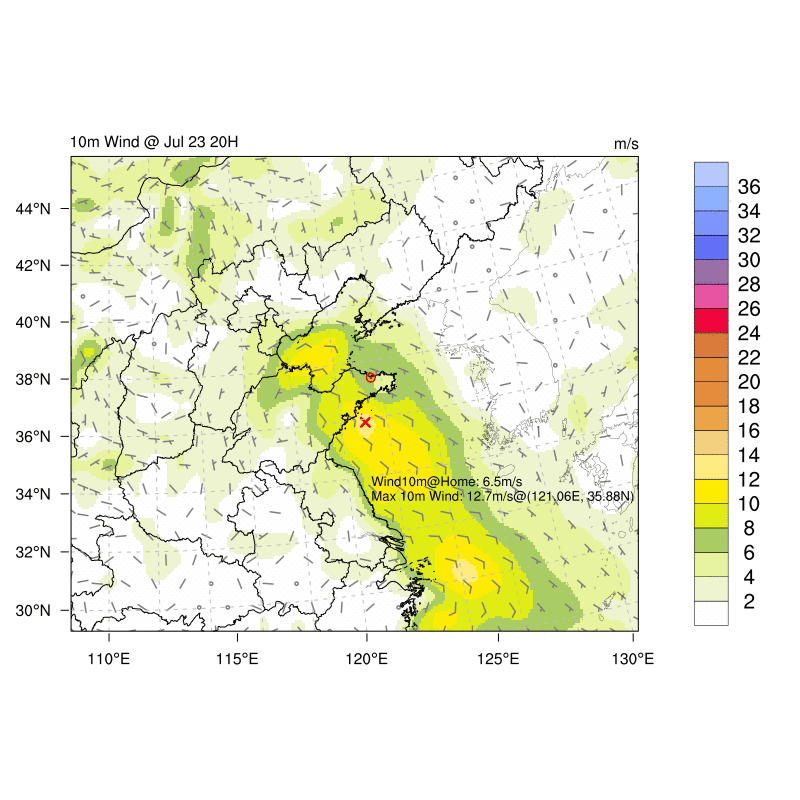 10m Wind @ Jul 23 20H
m/s
44°N
42°N
40°N
38°N
36°N
34°N
32°N
30°N
110°E
115°E
120°E
125°E
130°E
Wind10m@Home: 6.5m/s
Max 10m Wind: 12.7m/s@(121.06E, 35.88N)
36
34
32
30
28
26
24
22
20
18
16
14
12
10
8
6
4
2